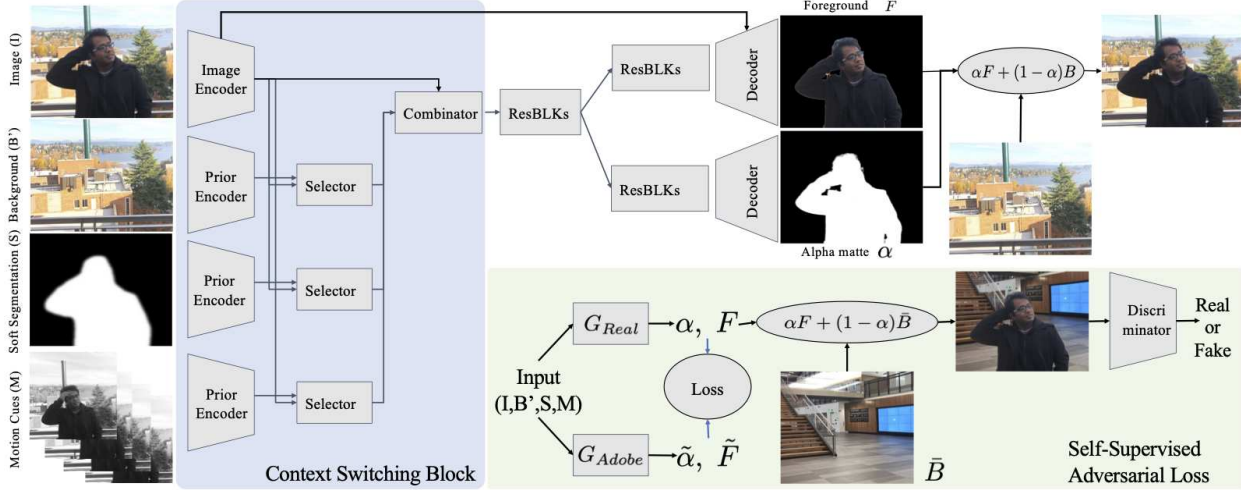 Image (I)
Background (B')
Soft Segmentation (S)
Motion Cues (M)
Image
Encoder
Prior
Encoder
Prior
Encoder
Prior
Encoder
Selector
Selector
Selector
Combinator
Context Switching Block
ResBLKs
ResBLKs
ResBLKs
Decoder
Decoder
Foreground F
Alpha matte α
αF + (1 − α)B
Input
(I,B',S,M)
G_Real
G_Adobe
α, F
Loss
α̃, F̃
αF + (1 − α)B̄
B̄
Discri
minator
Real
or
Fake
Self-Supervised
Adversarial Loss